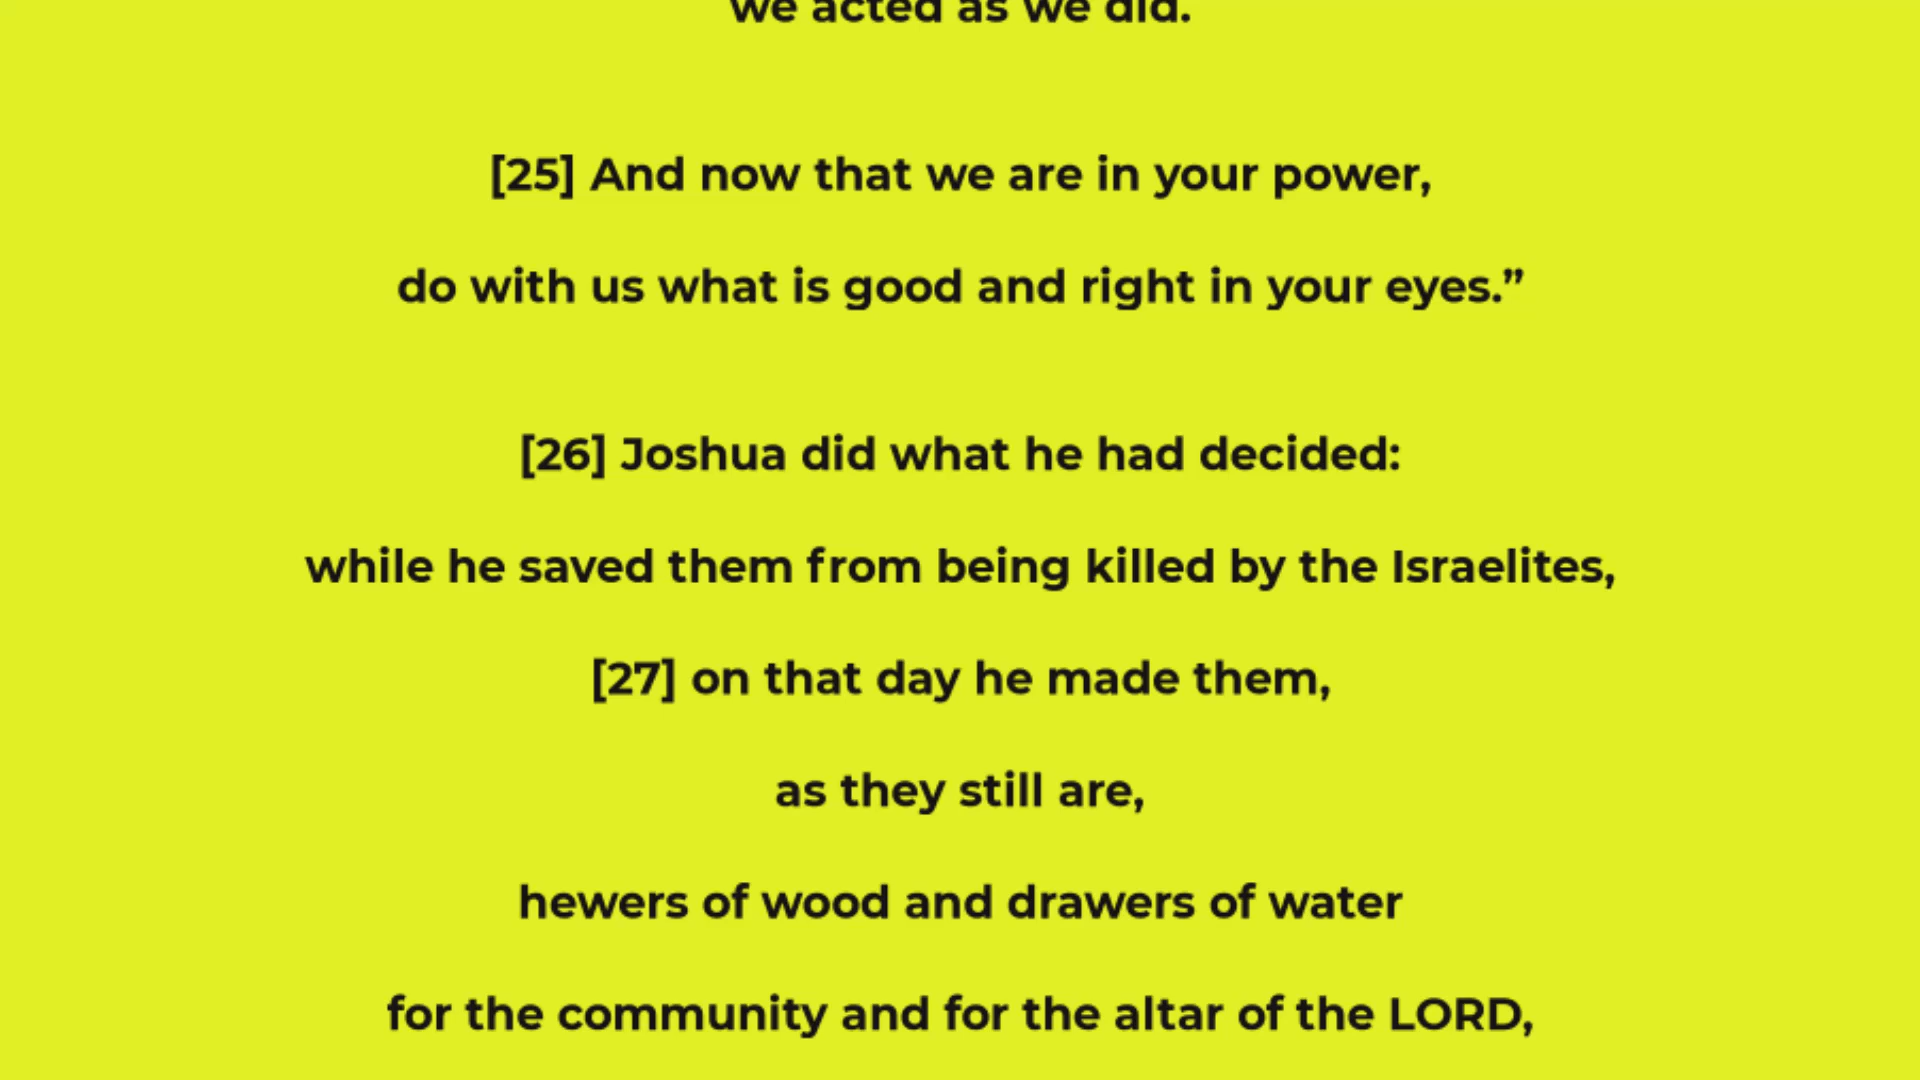 we acted as we did.
[25] And now that we are in your power,
do with us what is good and right in your eyes.”
[26] Joshua did what he had decided:
while he saved them from being killed by the Israelites,
[27] on that day he made them,
as they still are,
hewers of wood and drawers of water
for the community and for the altar of the LORD,